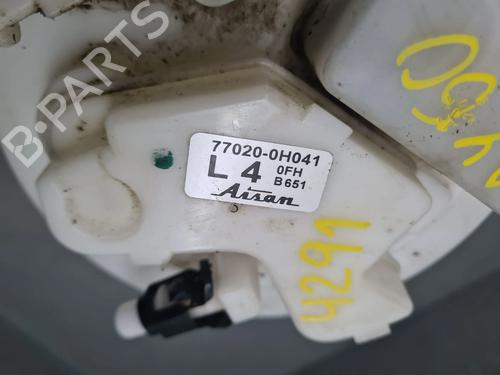 B-PARTS
77020-0H041
L 4 0FH
B651
Aisan
4291